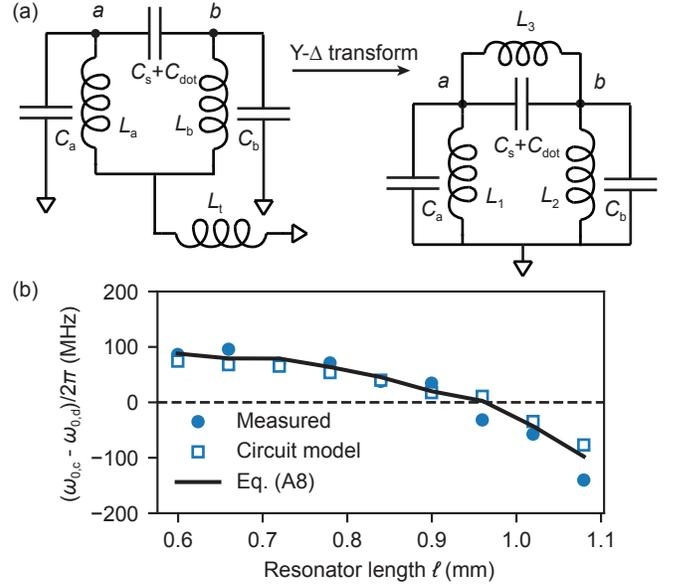 (a)
a
b
C_s+C_dot
C_a
L_a
L_b
C_b
L_t
Y-Δ transform
L_3
a
b
C_s+C_dot
C_a
L_1
L_2
C_b
(b)
(ω_0,c - ω_0,d)/2π (MHz)
200
100
0
−100
−200
Measured
Circuit model
Eq. (A8)
0.6
0.7
0.8
0.9
1.0
1.1
Resonator length ℓ (mm)